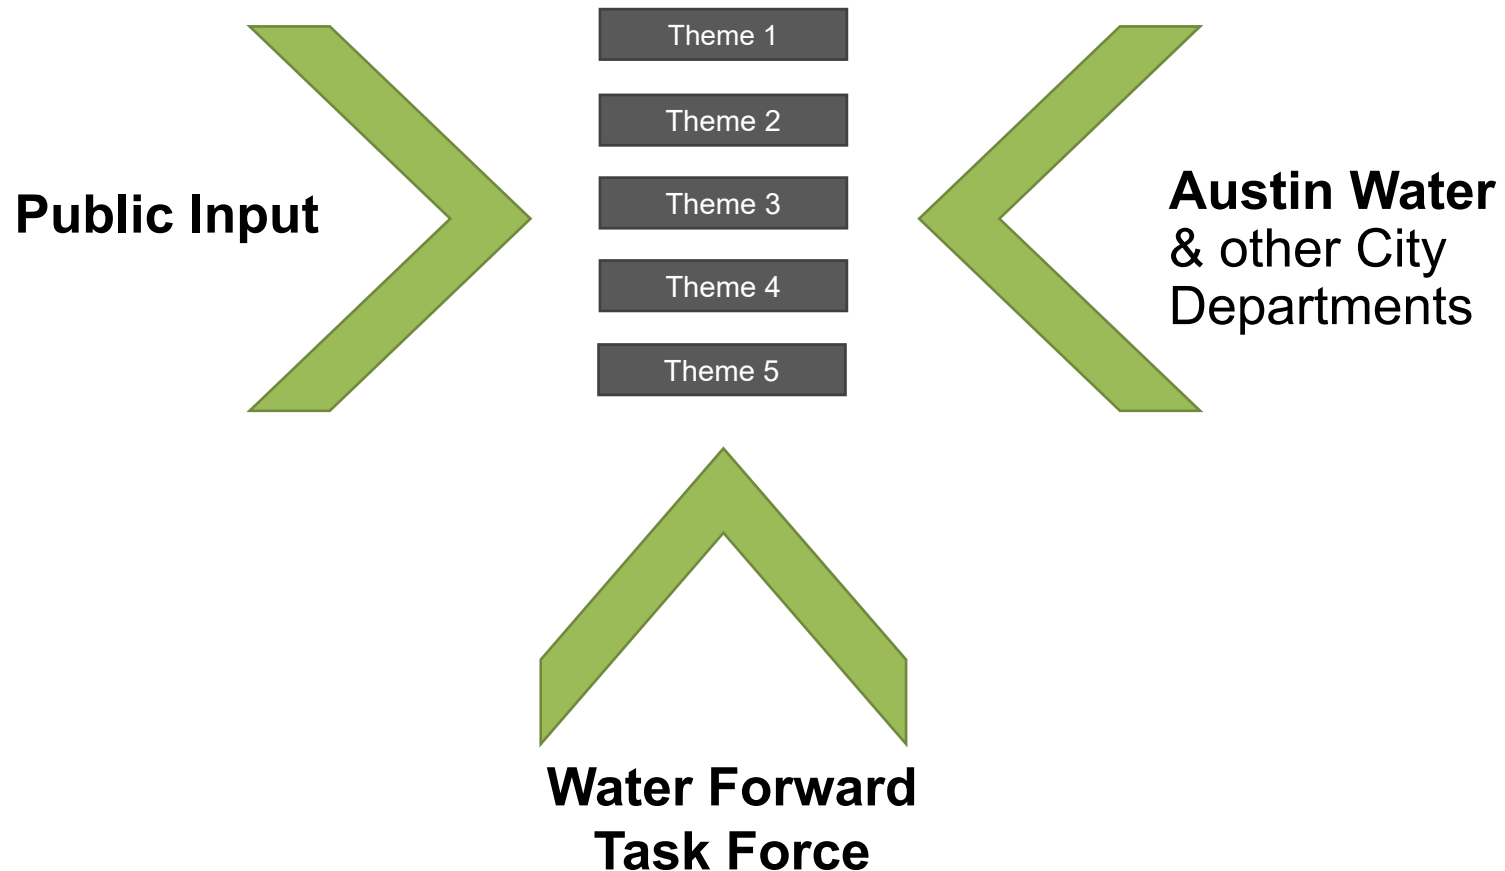 Theme 1
Theme 2
Theme 3
Theme 4
Theme 5
Public Input
Austin Water
& other City
Departments
Water Forward
Task Force